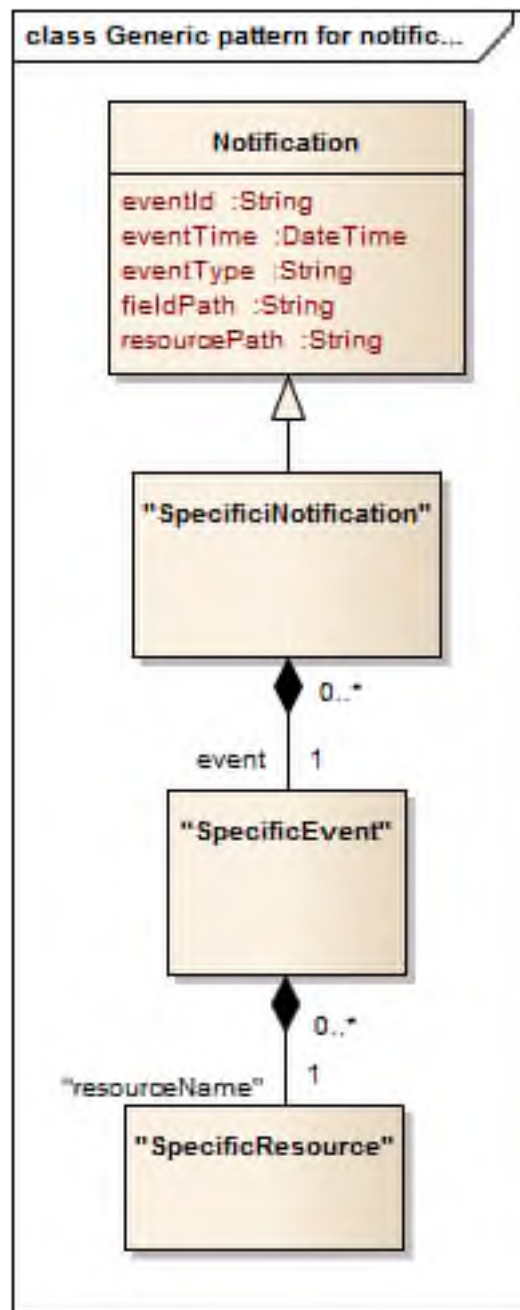 class Generic pattern for notific...
Notification
eventId :String
eventTime :DateTime
eventType :String
fieldPath :String
resourcePath :String
"SpecificiNotification"
0..*
event 1
"SpecificEvent"
0..*
"resourceName" 1
"SpecificResource"